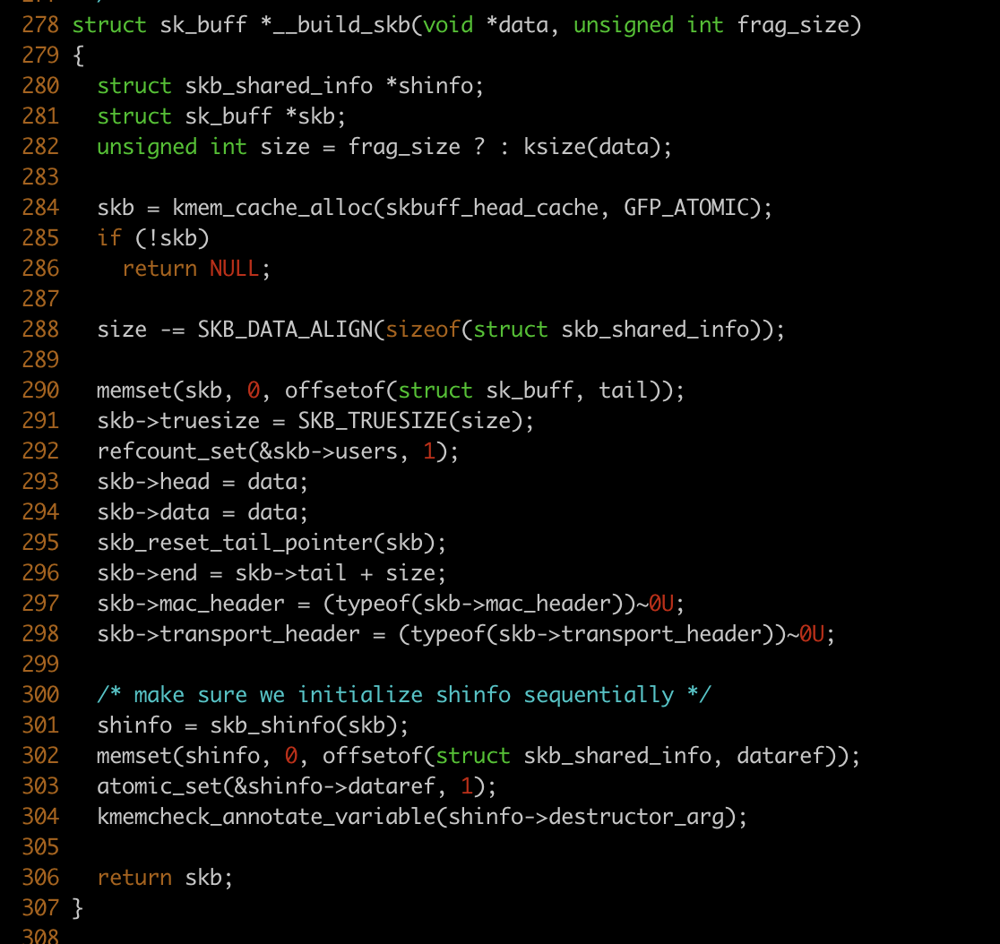 278 struct sk_buff *__build_skb(void *data, unsigned int frag_size)
279 {
280   struct skb_shared_info *shinfo;
281   struct sk_buff *skb;
282   unsigned int size = frag_size ? : ksize(data);
283
284   skb = kmem_cache_alloc(skbuff_head_cache, GFP_ATOMIC);
285   if (!skb)
286     return NULL;
287
288   size -= SKB_DATA_ALIGN(sizeof(struct skb_shared_info));
289
290   memset(skb, 0, offsetof(struct sk_buff, tail));
291   skb->truesize = SKB_TRUESIZE(size);
292   refcount_set(&skb->users, 1);
293   skb->head = data;
294   skb->data = data;
295   skb_reset_tail_pointer(skb);
296   skb->end = skb->tail + size;
297   skb->mac_header = (typeof(skb->mac_header))~0U;
298   skb->transport_header = (typeof(skb->transport_header))~0U;
299
300   /* make sure we initialize shinfo sequentially */
301   shinfo = skb_shinfo(skb);
302   memset(shinfo, 0, offsetof(struct skb_shared_info, dataref));
303   atomic_set(&shinfo->dataref, 1);
304   kmemcheck_annotate_variable(shinfo->destructor_arg);
305
306   return skb;
307 }
308